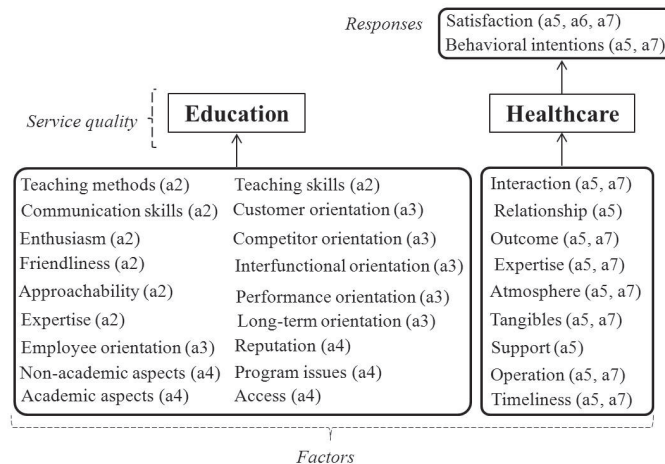 Responses
Satisfaction (a5, a6, a7)
Behavioral intentions (a5, a7)
Service quality
Education
Healthcare
Teaching methods (a2)
Communication skills (a2)
Enthusiasm (a2)
Friendliness (a2)
Approachability (a2)
Expertise (a2)
Employee orientation (a3)
Non-academic aspects (a4)
Academic aspects (a4)
Teaching skills (a2)
Customer orientation (a3)
Competitor orientation (a3)
Interfunctional orientation (a3)
Performance orientation (a3)
Long-term orientation (a3)
Reputation (a4)
Program issues (a4)
Access (a4)
Interaction (a5, a7)
Relationship (a5)
Outcome (a5, a7)
Expertise (a5, a7)
Atmosphere (a5, a7)
Tangibles (a5, a7)
Support (a5)
Operation (a5, a7)
Timeliness (a5, a7)
Factors